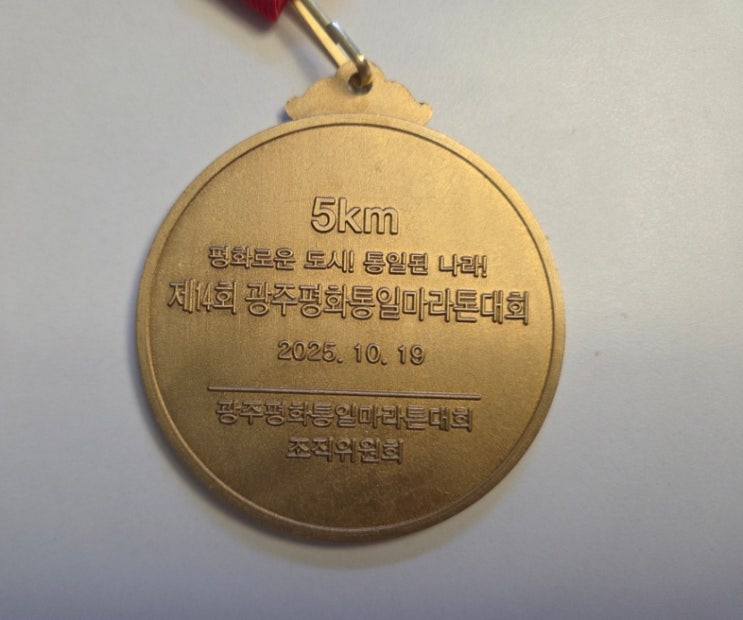 5km
평화로운 도시! 통일된 나라!
제14회 광주평화통일마라톤대회
2025. 10. 19
광주평화통일마라톤대회
조직위원회